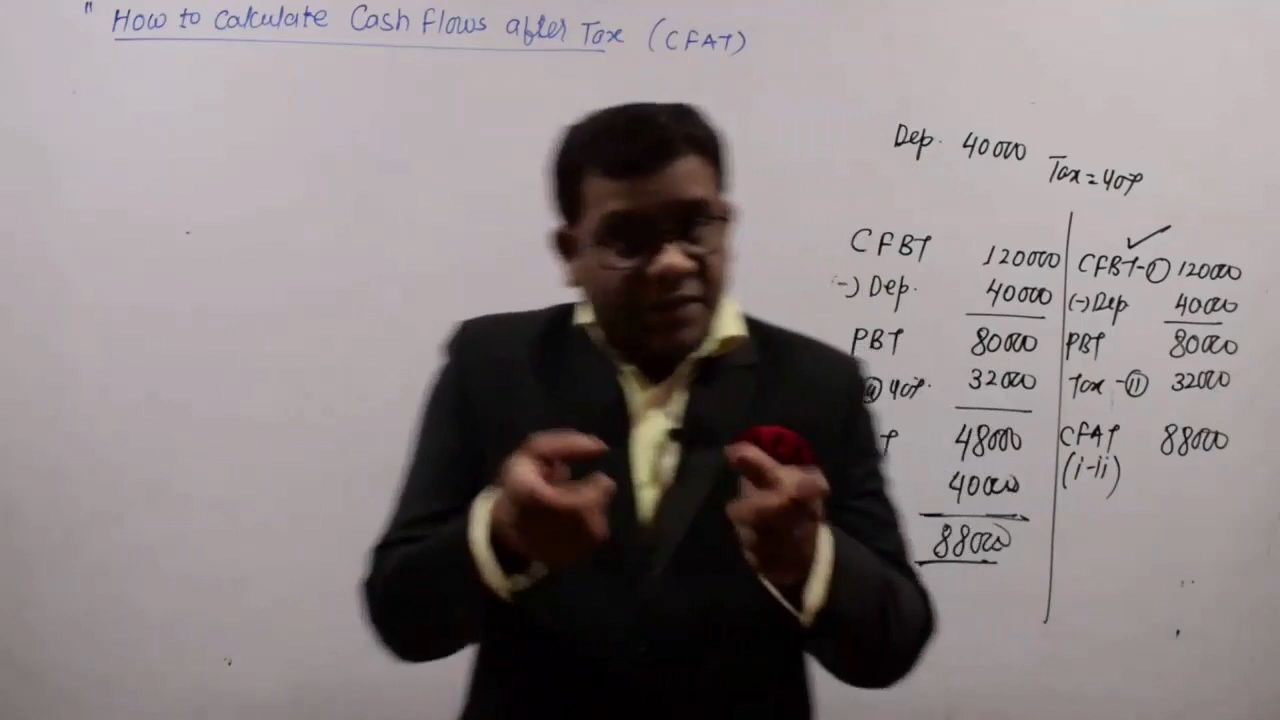 " How to Calculate Cash flows after Tax (CFAT)
Dep. 40000
Tax = 40%
CFBT 120000
(-) Dep. 40000
PBT 80000
@ 40%. 32000
T 48000
40000
88000
CFBT-(i) 120000
(-) Dep 40000
PBT 80000
Tax -(ii) 32000
CFAT 88000
(i-ii)